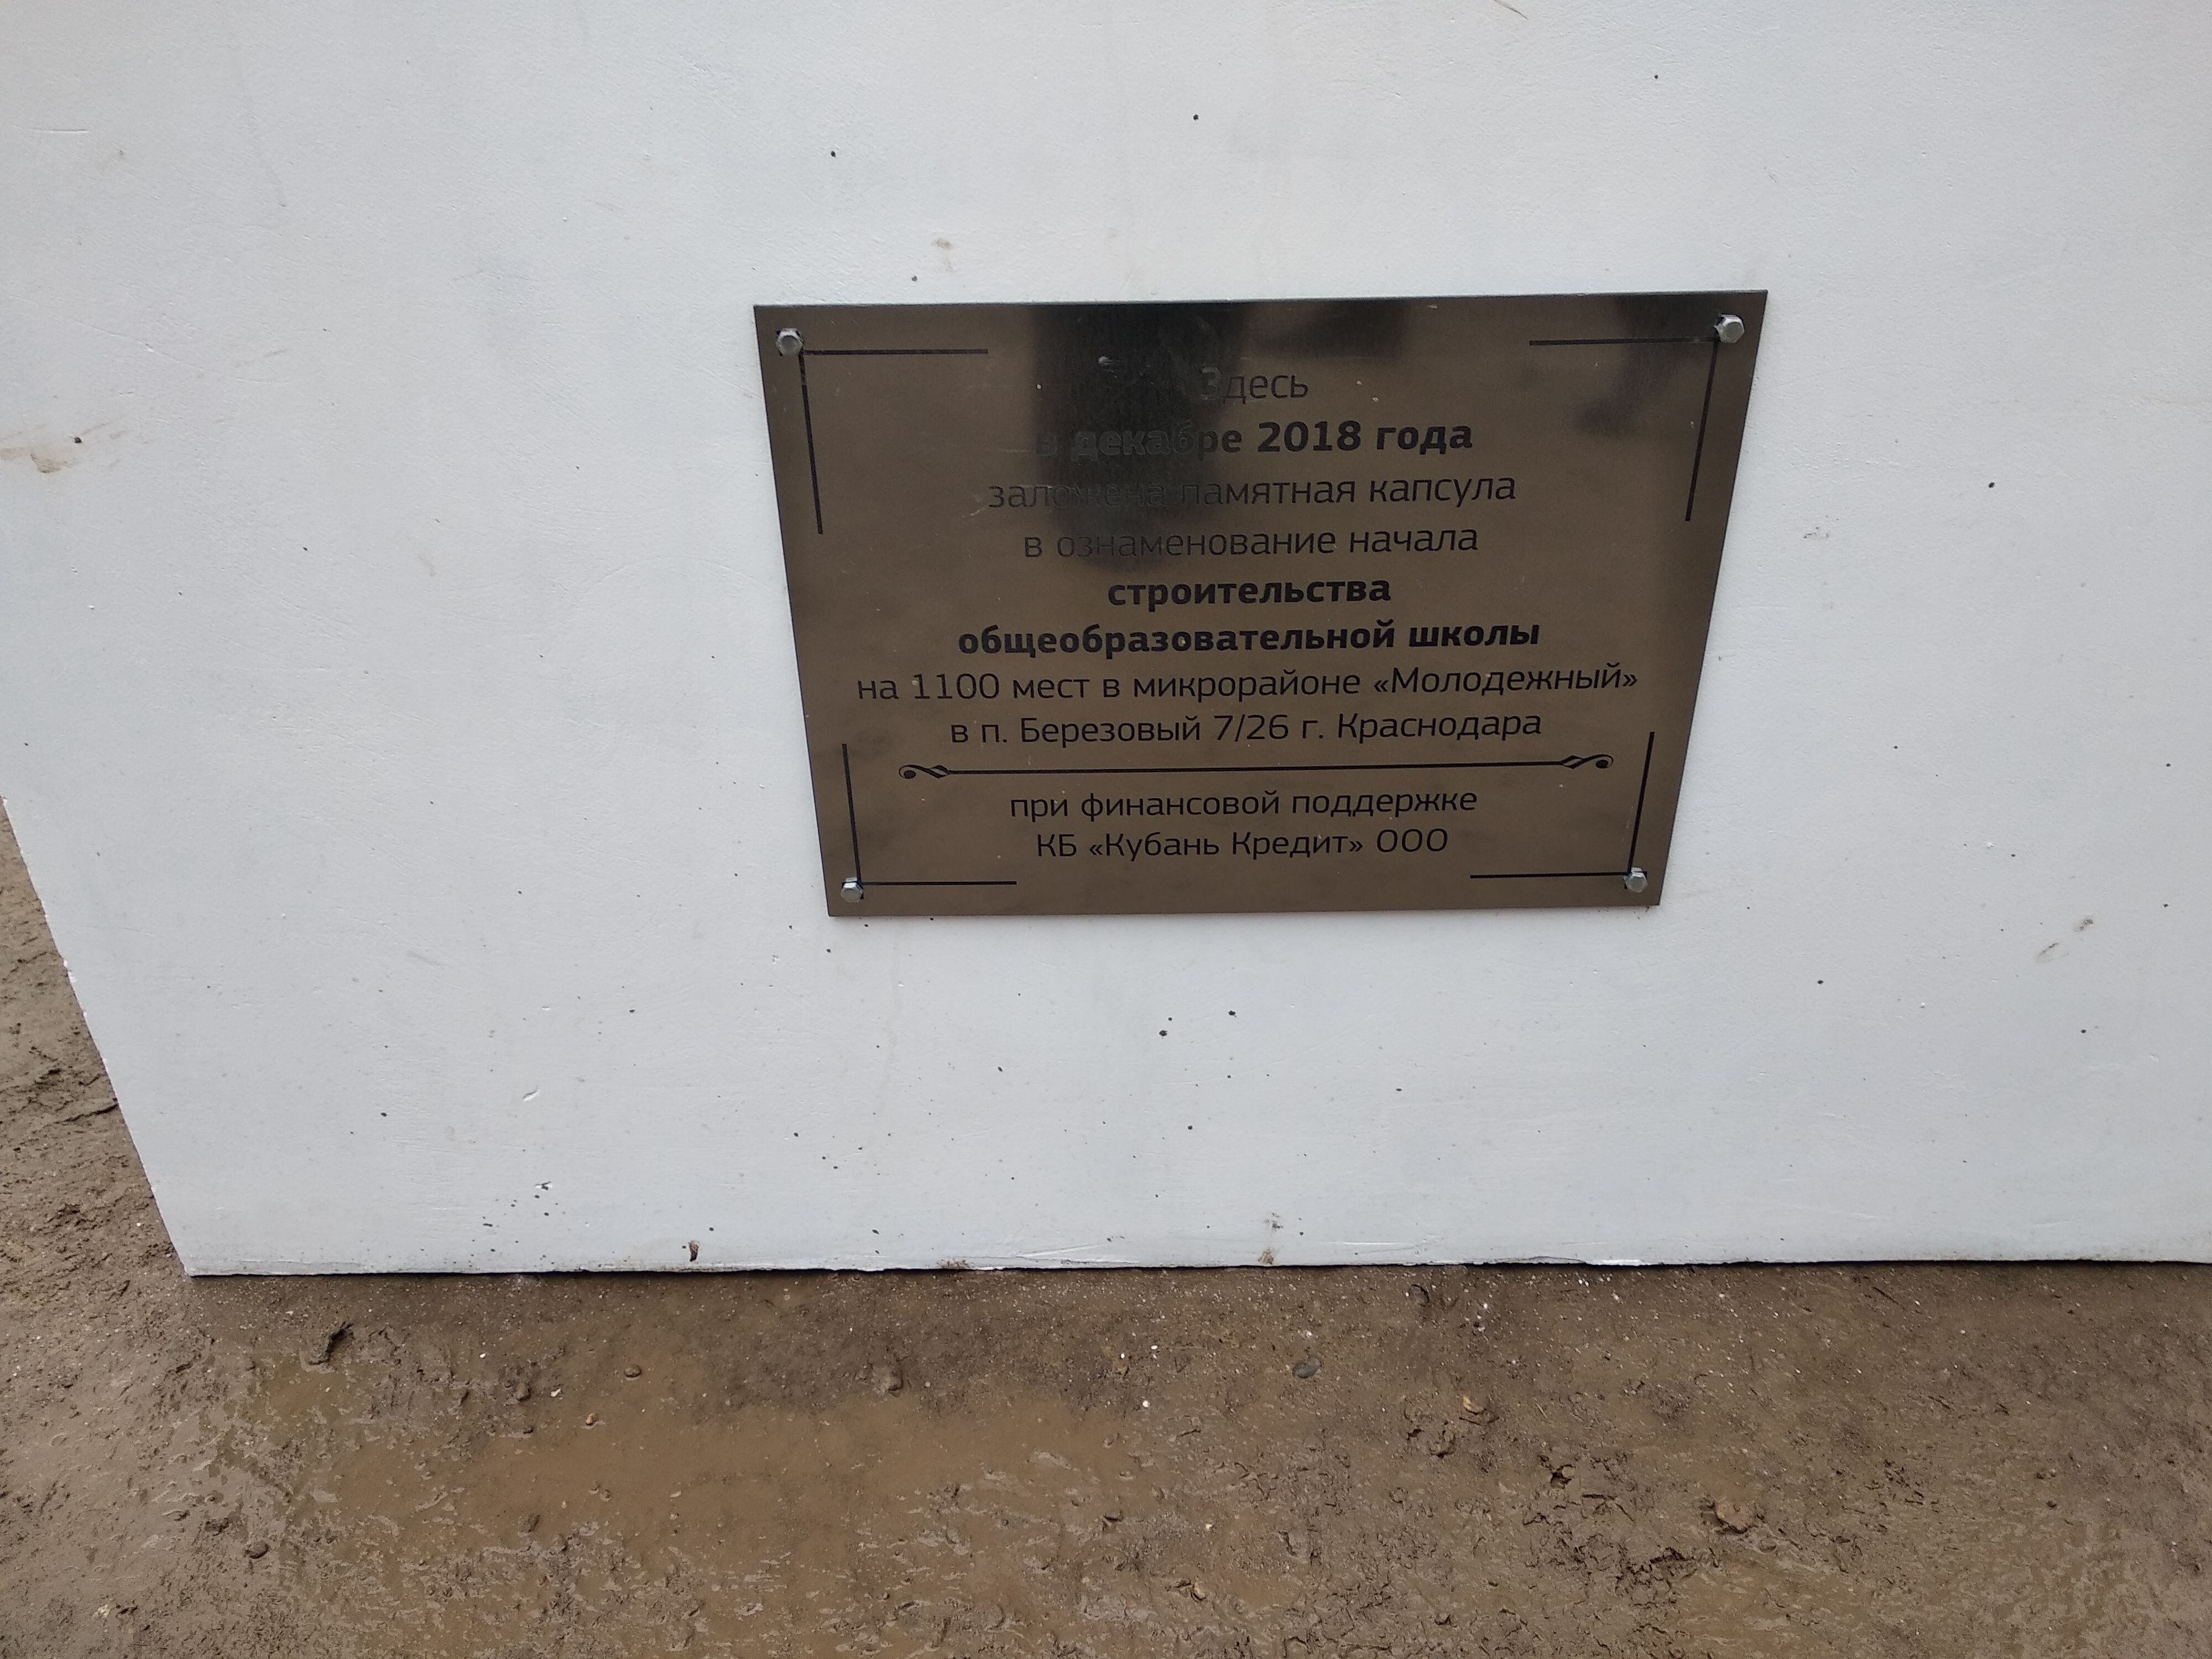 Здесь
в декабре 2018 года
заложена памятная капсула
в ознаменование начала
строительства
общеобразовательной школы
на 1100 мест в микрорайоне «Молодежный»
в п. Березовый 7/26 г. Краснодара
при финансовой поддержке
КБ «Кубань Кредит» ООО